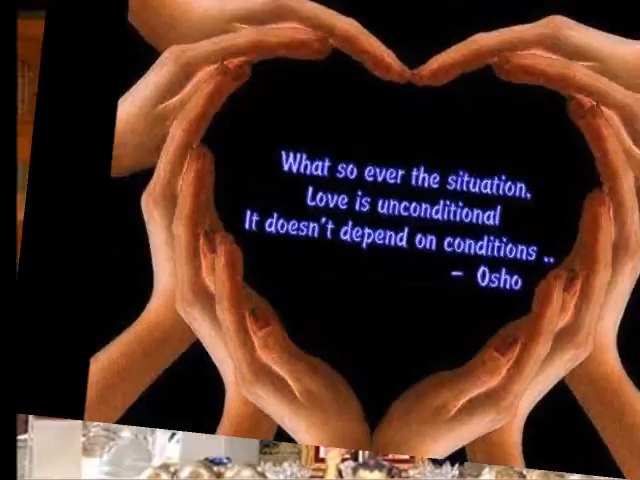 What so ever the situation.
Love is unconditional
It doesn't depend on conditions ..
- Osho